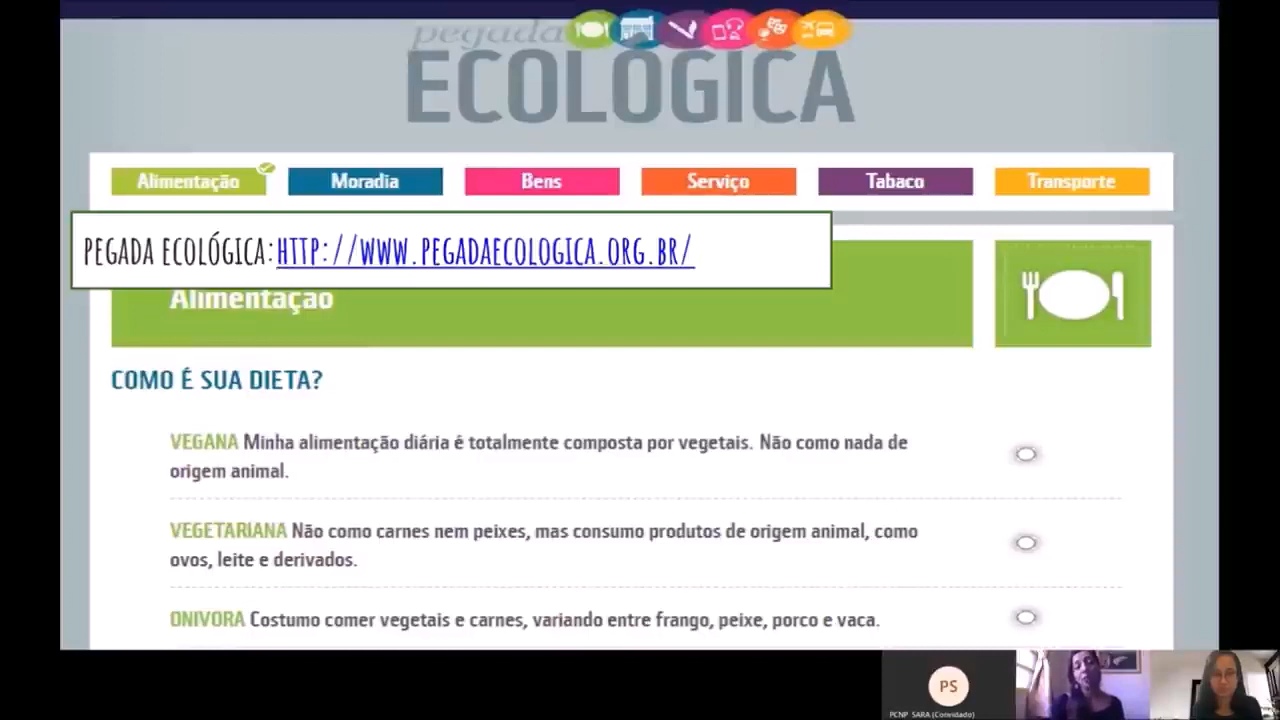 pegada
ECOLÓGICA
Alimentação
Moradia
Bens
Serviço
Tabaco
Transporte
PEGADA ECOLÓGICA:HTTP://WWW.PEGADAECOLOGICA.ORG.BR/
Alimentação
COMO É SUA DIETA?
VEGANA Minha alimentação diária é totalmente composta por vegetais. Não como nada de
origem animal.
VEGETARIANA Não como carnes nem peixes, mas consumo produtos de origem animal, como
ovos, leite e derivados.
ONIVORA Costumo comer vegetais e carnes, variando entre frango, peixe, porco e vaca.
PS
PCNP SARA (Convidado)